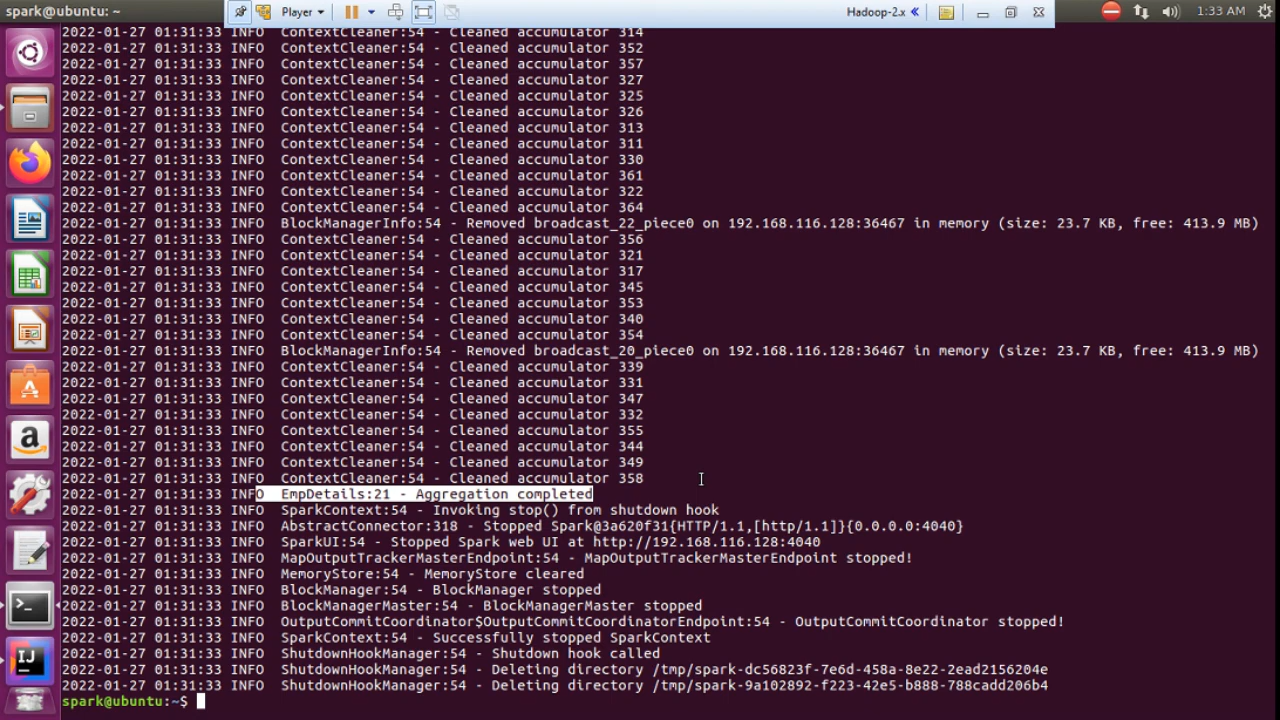 spark@ubuntu: ~
Player
Hadoop-2.x
1:33 AM
2022-01-27 01:31:33 INFO  ContextCleaner:54 - Cleaned accumulator 314
2022-01-27 01:31:33 INFO  ContextCleaner:54 - Cleaned accumulator 352
2022-01-27 01:31:33 INFO  ContextCleaner:54 - Cleaned accumulator 357
2022-01-27 01:31:33 INFO  ContextCleaner:54 - Cleaned accumulator 327
2022-01-27 01:31:33 INFO  ContextCleaner:54 - Cleaned accumulator 325
2022-01-27 01:31:33 INFO  ContextCleaner:54 - Cleaned accumulator 326
2022-01-27 01:31:33 INFO  ContextCleaner:54 - Cleaned accumulator 313
2022-01-27 01:31:33 INFO  ContextCleaner:54 - Cleaned accumulator 311
2022-01-27 01:31:33 INFO  ContextCleaner:54 - Cleaned accumulator 330
2022-01-27 01:31:33 INFO  ContextCleaner:54 - Cleaned accumulator 361
2022-01-27 01:31:33 INFO  ContextCleaner:54 - Cleaned accumulator 322
2022-01-27 01:31:33 INFO  ContextCleaner:54 - Cleaned accumulator 364
2022-01-27 01:31:33 INFO  BlockManagerInfo:54 - Removed broadcast_22_piece0 on 192.168.116.128:36467 in memory (size: 23.7 KB, free: 413.9 MB)
2022-01-27 01:31:33 INFO  ContextCleaner:54 - Cleaned accumulator 356
2022-01-27 01:31:33 INFO  ContextCleaner:54 - Cleaned accumulator 321
2022-01-27 01:31:33 INFO  ContextCleaner:54 - Cleaned accumulator 317
2022-01-27 01:31:33 INFO  ContextCleaner:54 - Cleaned accumulator 345
2022-01-27 01:31:33 INFO  ContextCleaner:54 - Cleaned accumulator 353
2022-01-27 01:31:33 INFO  ContextCleaner:54 - Cleaned accumulator 340
2022-01-27 01:31:33 INFO  ContextCleaner:54 - Cleaned accumulator 354
2022-01-27 01:31:33 INFO  BlockManagerInfo:54 - Removed broadcast_20_piece0 on 192.168.116.128:36467 in memory (size: 23.7 KB, free: 413.9 MB)
2022-01-27 01:31:33 INFO  ContextCleaner:54 - Cleaned accumulator 339
2022-01-27 01:31:33 INFO  ContextCleaner:54 - Cleaned accumulator 331
2022-01-27 01:31:33 INFO  ContextCleaner:54 - Cleaned accumulator 347
2022-01-27 01:31:33 INFO  ContextCleaner:54 - Cleaned accumulator 332
2022-01-27 01:31:33 INFO  ContextCleaner:54 - Cleaned accumulator 355
2022-01-27 01:31:33 INFO  ContextCleaner:54 - Cleaned accumulator 344
2022-01-27 01:31:33 INFO  ContextCleaner:54 - Cleaned accumulator 349
2022-01-27 01:31:33 INFO  ContextCleaner:54 - Cleaned accumulator 358
2022-01-27 01:31:33 INFO  EmpDetails:21 - Aggregation completed
2022-01-27 01:31:33 INFO  SparkContext:54 - Invoking stop() from shutdown hook
2022-01-27 01:31:33 INFO  AbstractConnector:318 - Stopped Spark@3a620f31{HTTP/1.1,[http/1.1]}{0.0.0.0:4040}
2022-01-27 01:31:33 INFO  SparkUI:54 - Stopped Spark web UI at http://192.168.116.128:4040
2022-01-27 01:31:33 INFO  MapOutputTrackerMasterEndpoint:54 - MapOutputTrackerMasterEndpoint stopped!
2022-01-27 01:31:33 INFO  MemoryStore:54 - MemoryStore cleared
2022-01-27 01:31:33 INFO  BlockManager:54 - BlockManager stopped
2022-01-27 01:31:33 INFO  BlockManagerMaster:54 - BlockManagerMaster stopped
2022-01-27 01:31:33 INFO  OutputCommitCoordinator$OutputCommitCoordinatorEndpoint:54 - OutputCommitCoordinator stopped!
2022-01-27 01:31:33 INFO  SparkContext:54 - Successfully stopped SparkContext
2022-01-27 01:31:33 INFO  ShutdownHookManager:54 - Shutdown hook called
2022-01-27 01:31:33 INFO  ShutdownHookManager:54 - Deleting directory /tmp/spark-dc56823f-7e6d-458a-8e22-2ead2156204e
2022-01-27 01:31:33 INFO  ShutdownHookManager:54 - Deleting directory /tmp/spark-9a102892-f223-42e5-b888-788cadd206b4
spark@ubuntu:~$